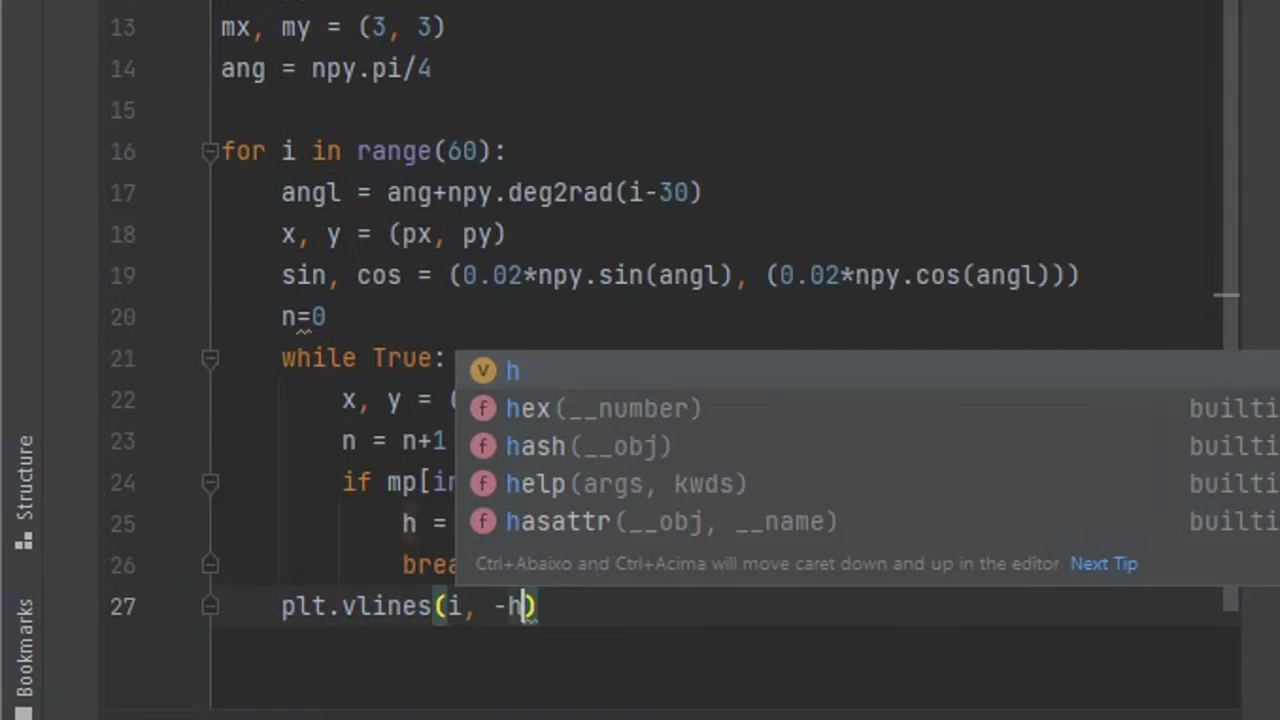 13 mx, my = (3, 3)
14 ang = npy.pi/4
15
16 for i in range(60):
17 angl = ang+npy.deg2rad(i-30)
18 x, y = (px, py)
19 sin, cos = (0.02*npy.sin(angl), (0.02*npy.cos(angl)))
20 n=0
21 while True:
22 x, y = (
23 n = n+1
24 if mp[in
25 h =
26 brea
27 plt.vlines(i, -h)
v h
f hex(__number) builti
f hash(__obj) builti
f help(args, kwds) builti
f hasattr(__obj, __name) builti
Ctrl+Abaixo and Ctrl+Acima will move caret down and up in the editor Next Tip
Structure
Bookmarks